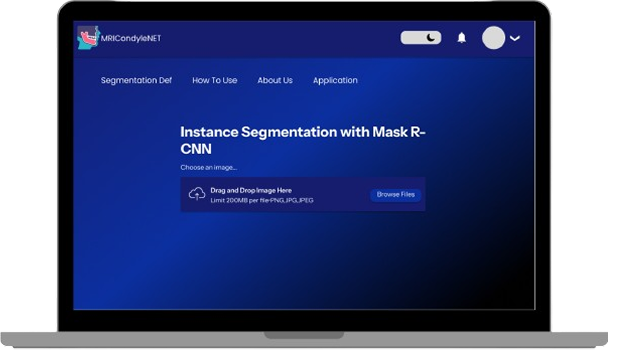 MRICondyleNET
Segmentation Def How To Use About Us Application
Instance Segmentation with Mask R-
CNN
Choose an image...
Drag and Drop Image Here
Limit 200MB per file-PNG,JPG,JPEG
Browse Files